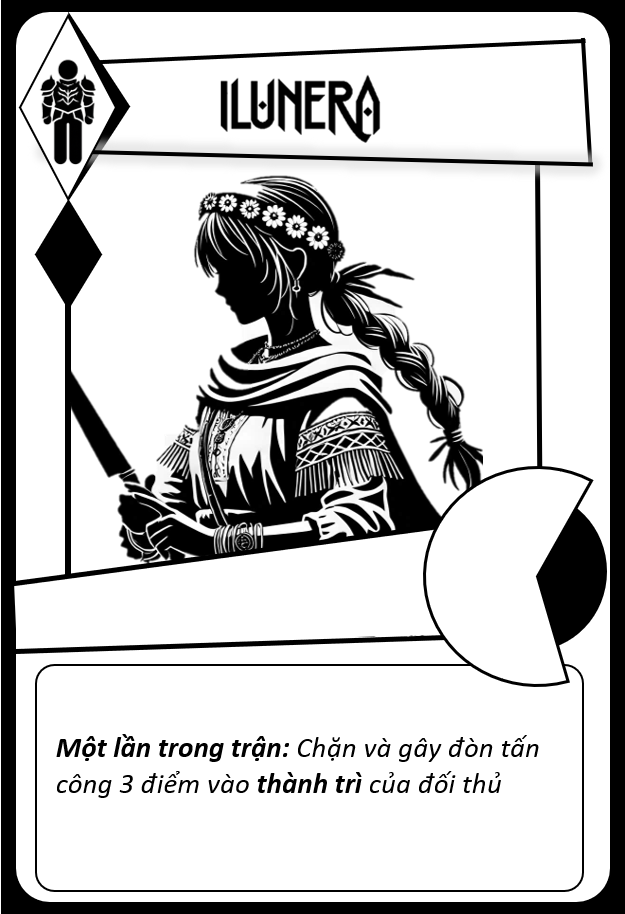 ILUNERA
Một lần trong trận: Chặn và gây đòn tấn
công 3 điểm vào thành trì của đối thủ